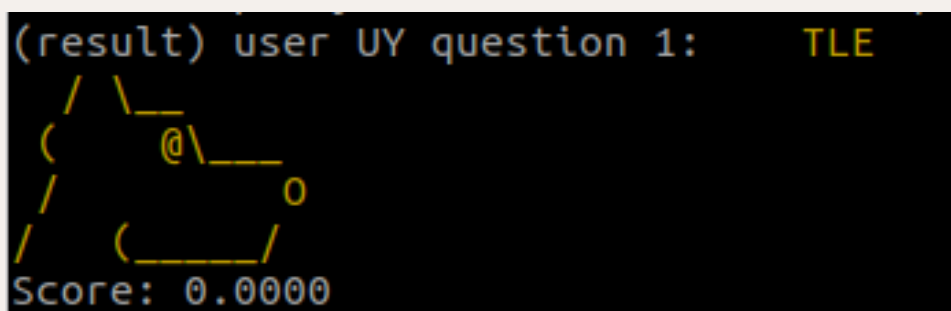 (result) user UY question 1:    TLE
  / \__
 (    @\___
 /         O
/   (_____/
Score: 0.0000